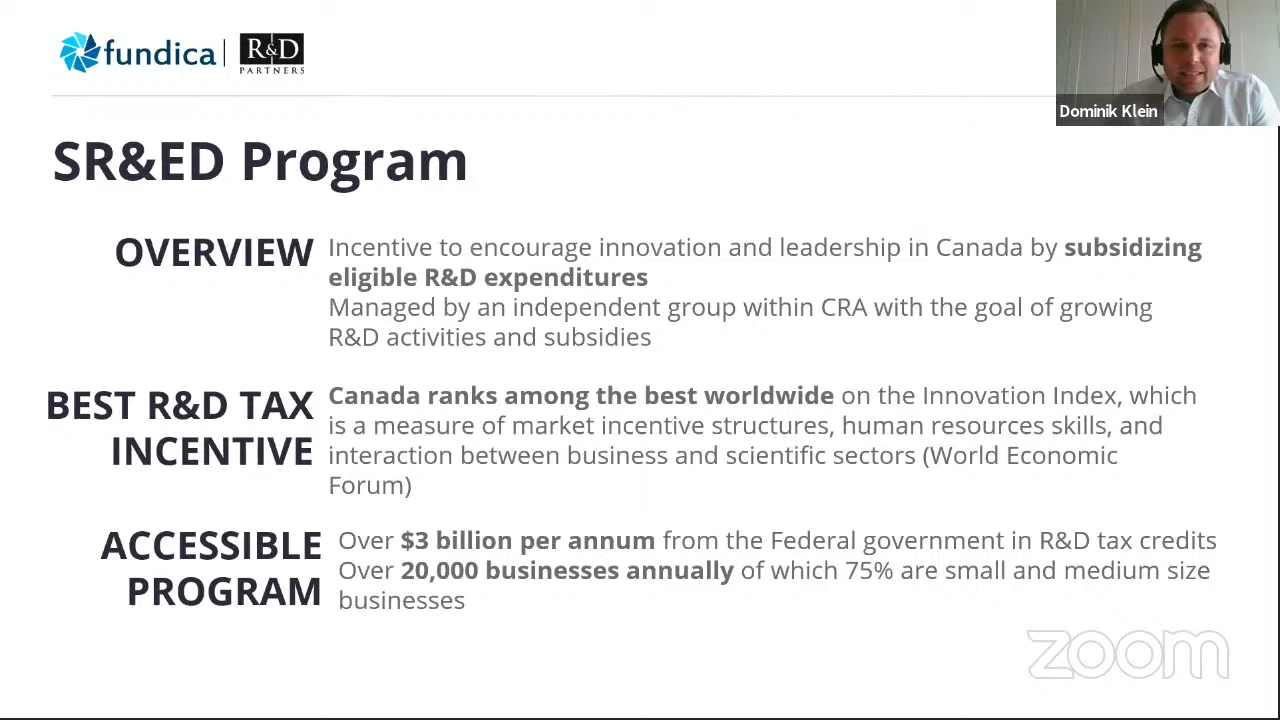 fundica
R&D
PARTNERS
Dominik Klein
SR&ED Program
OVERVIEW
Incentive to encourage innovation and leadership in Canada by subsidizing
eligible R&D expenditures
Managed by an independent group within CRA with the goal of growing
R&D activities and subsidies
BEST R&D TAX
INCENTIVE
Canada ranks among the best worldwide on the Innovation Index, which
is a measure of market incentive structures, human resources skills, and
interaction between business and scientific sectors (World Economic
Forum)
ACCESSIBLE
PROGRAM
Over $3 billion per annum from the Federal government in R&D tax credits
Over 20,000 businesses annually of which 75% are small and medium size
businesses
zoom